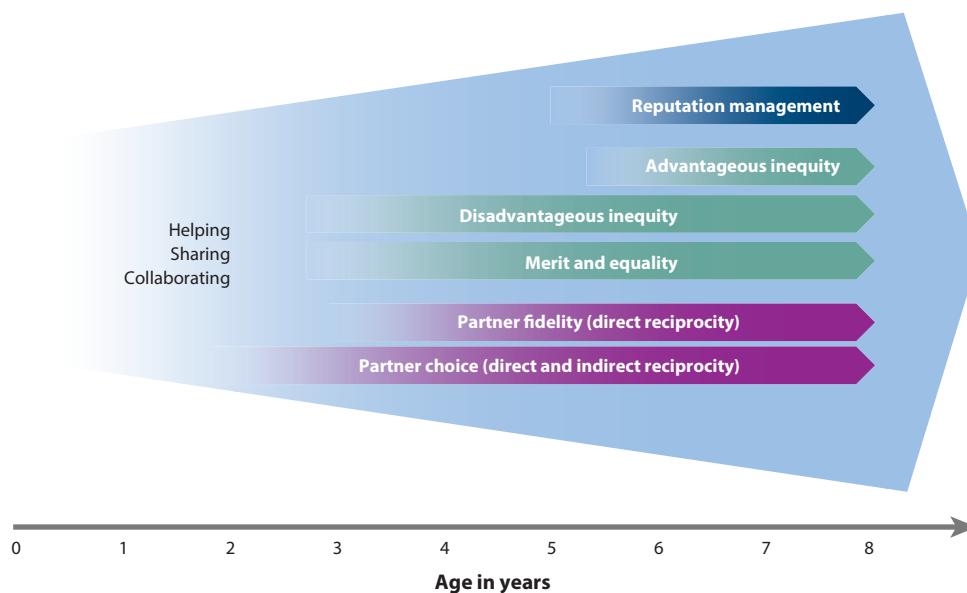 Reputation management
Advantageous inequity
Disadvantageous inequity
Helping
Sharing
Collaborating
Merit and equality
Partner fidelity (direct reciprocity)
Partner choice (direct and indirect reciprocity)
0 1 2 3 4 5 6 7 8
Age in years